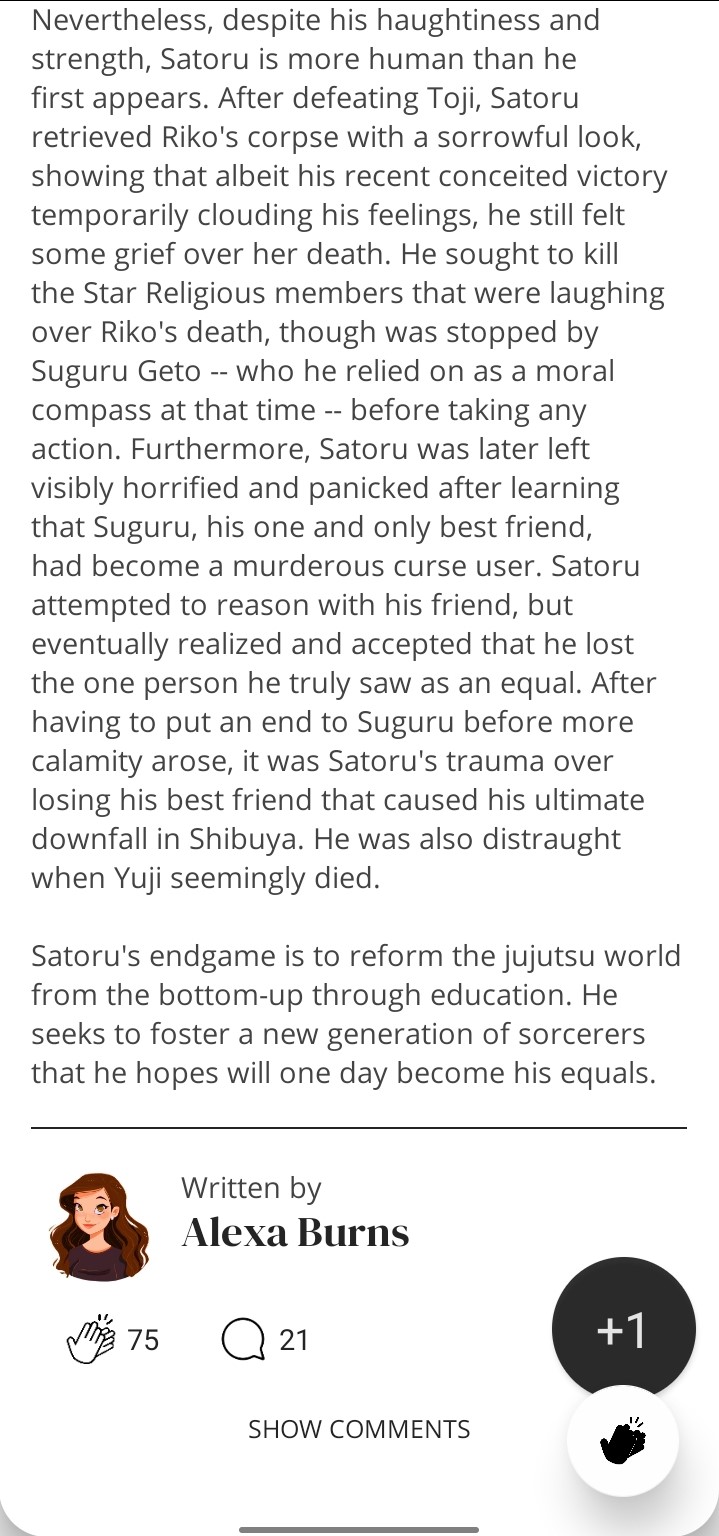 Nevertheless, despite his haughtiness and
strength, Satoru is more human than he
first appears. After defeating Toji, Satoru
retrieved Riko's corpse with a sorrowful look,
showing that albeit his recent conceited victory
temporarily clouding his feelings, he still felt
some grief over her death. He sought to kill
the Star Religious members that were laughing
over Riko's death, though was stopped by
Suguru Geto -- who he relied on as a moral
compass at that time -- before taking any
action. Furthermore, Satoru was later left
visibly horrified and panicked after learning
that Suguru, his one and only best friend,
had become a murderous curse user. Satoru
attempted to reason with his friend, but
eventually realized and accepted that he lost
the one person he truly saw as an equal. After
having to put an end to Suguru before more
calamity arose, it was Satoru's trauma over
losing his best friend that caused his ultimate
downfall in Shibuya. He was also distraught
when Yuji seemingly died.
Satoru's endgame is to reform the jujutsu world
from the bottom-up through education. He
seeks to foster a new generation of sorcerers
that he hopes will one day become his equals.
Written by
Alexa Burns
75
21
+1
SHOW COMMENTS